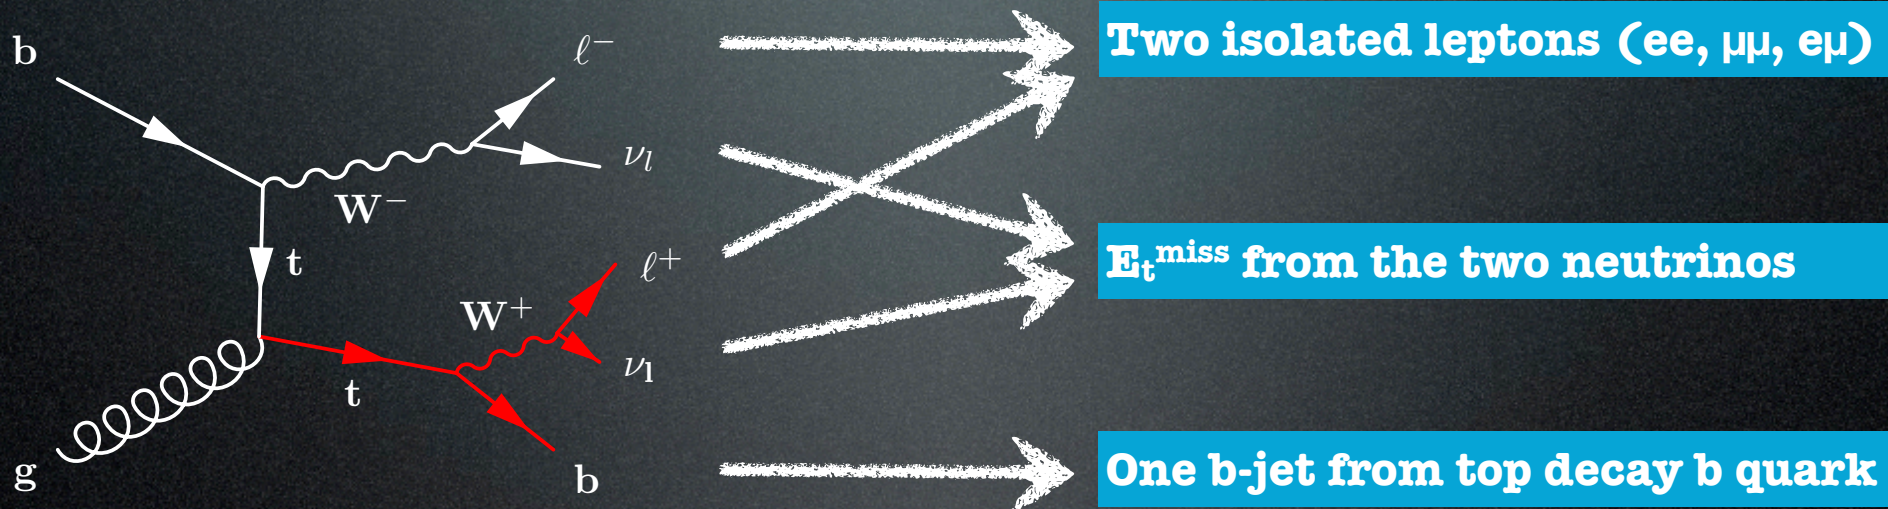 b
ℓ⁻
ν_l
W⁻
t
ℓ⁺
W⁺
ν_l
t
g
b
Two isolated leptons (ee, μμ, eμ)
E_t^miss from the two neutrinos
One b-jet from top decay b quark